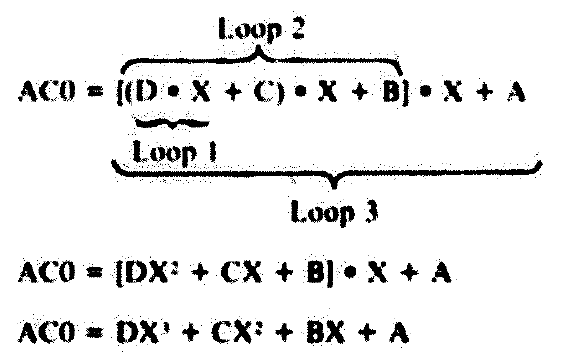 Loop 2
AC0 = [(D • X + C) • X + B] • X + A
Loop 1
Loop 3
AC0 = [DX² + CX + B] • X + A
AC0 = DX³ + CX² + BX + A